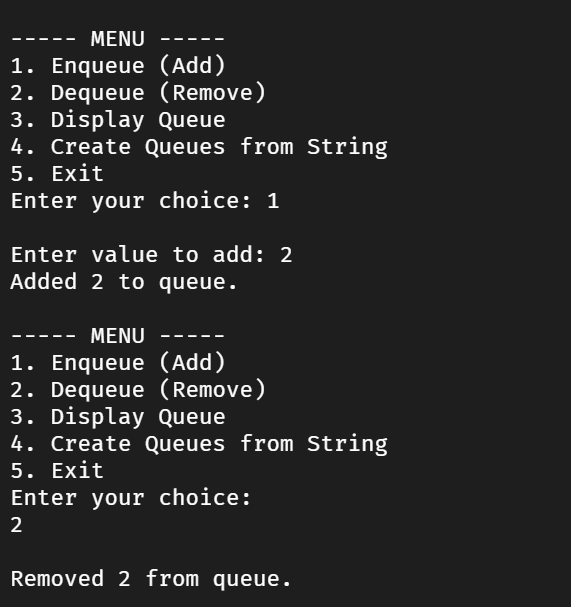 ----- MENU -----
1. Enqueue (Add)
2. Dequeue (Remove)
3. Display Queue
4. Create Queues from String
5. Exit
Enter your choice: 1
Enter value to add: 2
Added 2 to queue.
----- MENU -----
1. Enqueue (Add)
2. Dequeue (Remove)
3. Display Queue
4. Create Queues from String
5. Exit
Enter your choice:
2
Removed 2 from queue.